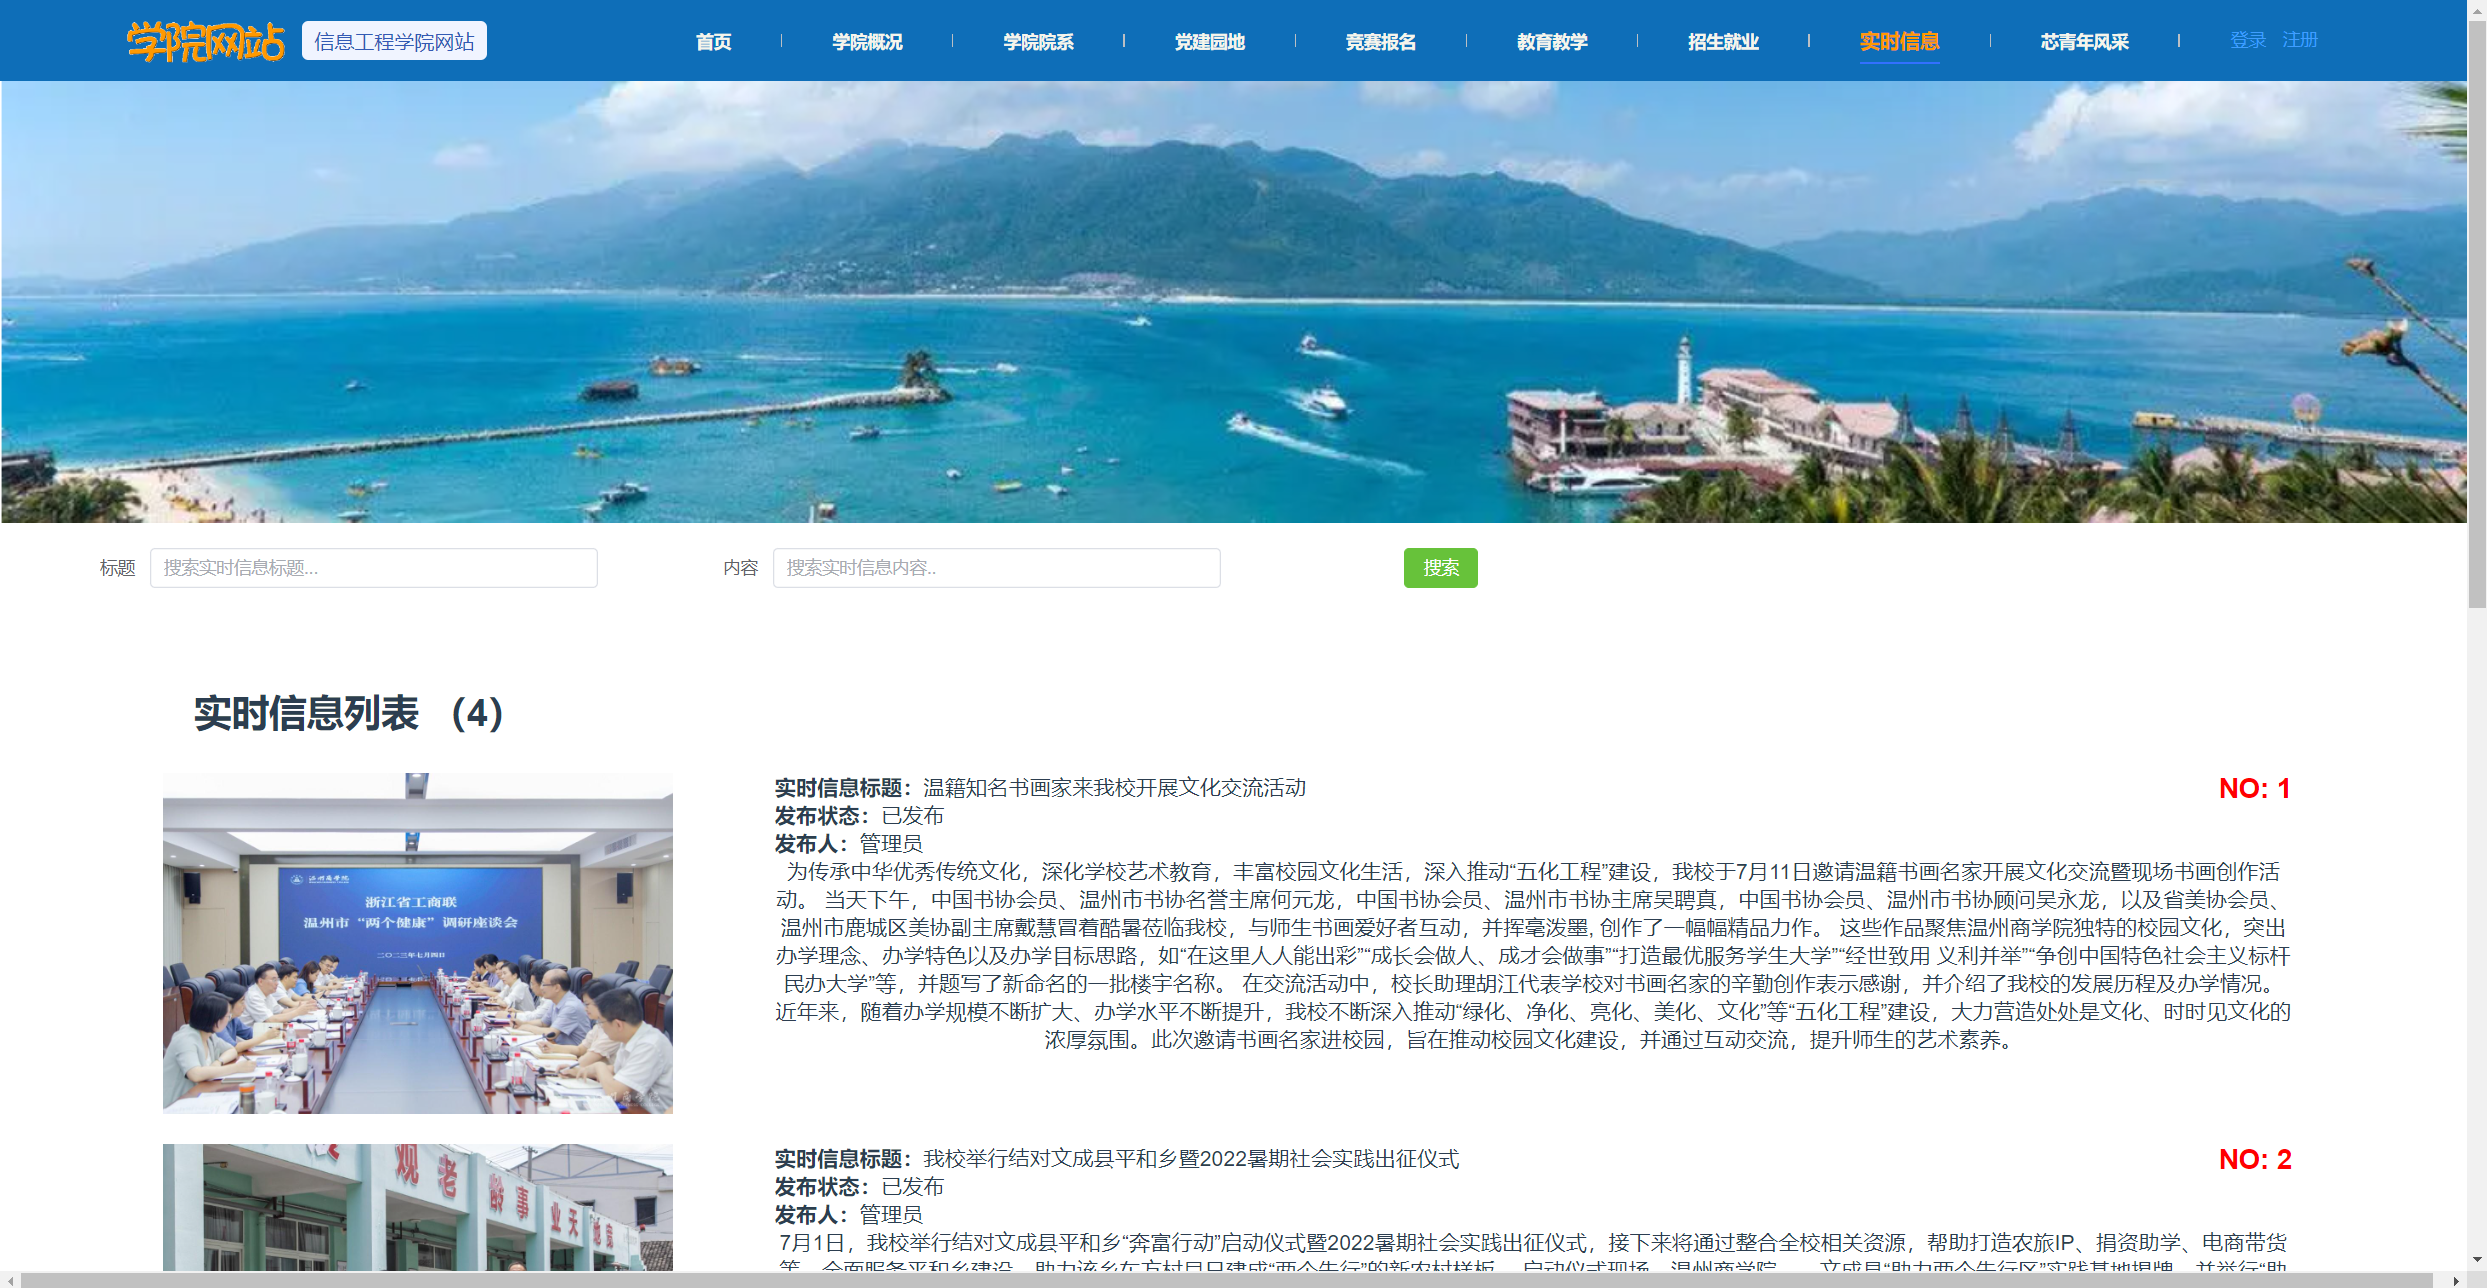 学院网站
信息工程学院网站
首页
学院概况
学院院系
党建园地
竞赛报名
教育教学
招生就业
实时信息
芯青年风采
登录 注册
标题
搜索实时信息标题...
内容
搜索实时信息内容..
搜索
实时信息列表 （4）
温州商学院
浙江省工商联
温州市“两个健康”调研座谈会
二〇二三年七月四日
实时信息标题：温籍知名书画家来我校开展文化交流活动
NO: 1
发布状态：已发布
发布人：管理员
为传承中华优秀传统文化，深化学校艺术教育，丰富校园文化生活，深入推动“五化工程”建设，我校于7月11日邀请温籍书画名家开展文化交流暨现场书画创作活
动。 当天下午，中国书协会员、温州市书协名誉主席何元龙，中国书协会员、温州市书协主席吴聘真，中国书协会员、温州市书协顾问吴永龙，以及省美协会员、
温州市鹿城区美协副主席戴慧冒着酷暑莅临我校，与师生书画爱好者互动，并挥毫泼墨, 创作了一幅幅精品力作。 这些作品聚焦温州商学院独特的校园文化，突出
办学理念、办学特色以及办学目标思路，如“在这里人人能出彩”“成长会做人、成才会做事”“打造最优服务学生大学”“经世致用 义利并举”“争创中国特色社会主义标杆
民办大学”等，并题写了新命名的一批楼宇名称。 在交流活动中，校长助理胡江代表学校对书画名家的辛勤创作表示感谢，并介绍了我校的发展历程及办学情况。
近年来，随着办学规模不断扩大、办学水平不断提升，我校不断深入推动“绿化、净化、亮化、美化、文化”等“五化工程”建设，大力营造处处是文化、时时见文化的
浓厚氛围。此次邀请书画名家进校园，旨在推动校园文化建设，并通过互动交流，提升师生的艺术素养。
观老龄事业天地宽
实时信息标题：我校举行结对文成县平和乡暨2022暑期社会实践出征仪式
NO: 2
发布状态：已发布
发布人：管理员
7月1日，我校举行结对文成县平和乡“奔富行动”启动仪式暨2022暑期社会实践出征仪式，接下来将通过整合全校相关资源，帮助打造农旅IP、捐资助学、电商带货